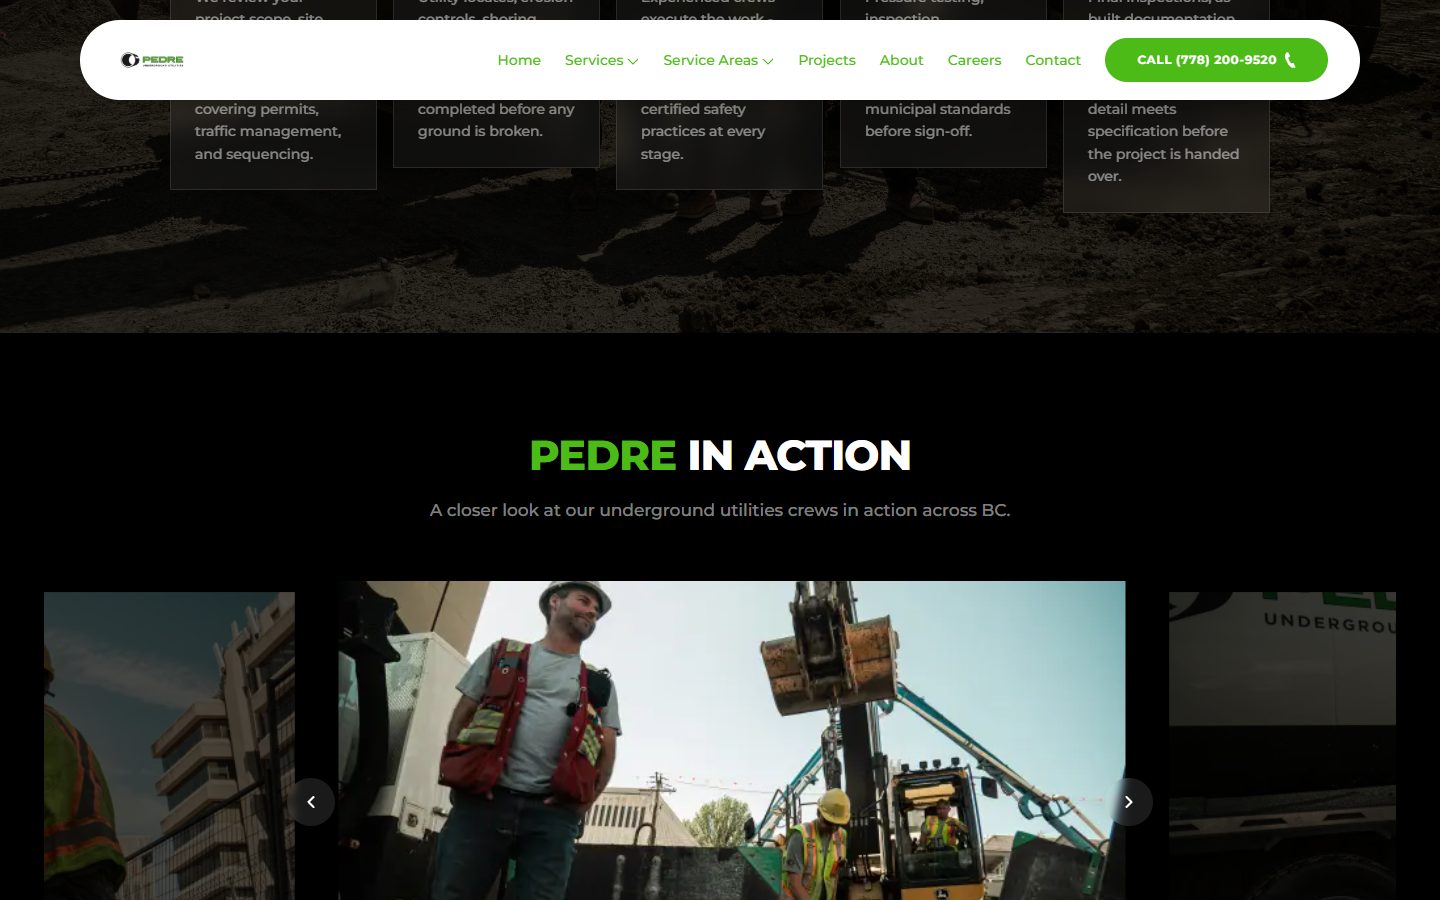 PEDRE
UNDERGROUND UTILITIES
Home
Services
Service Areas
Projects
About
Careers
Contact
CALL (778) 200-9520
covering permits,
traffic management,
and sequencing.
completed before any
ground is broken.
certified safety
practices at every
stage.
municipal standards
before sign-off.
detail meets
specification before
the project is handed
over.
PEDRE IN ACTION
A closer look at our underground utilities crews in action across BC.
UNDERGROU